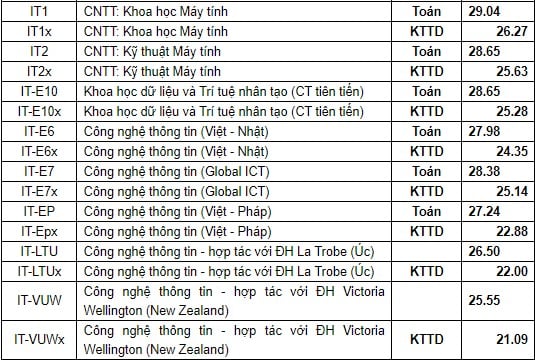 IT1 CNTT: Khoa học Máy tính Toán 29.04
IT1x CNTT: Khoa học Máy tính KTTD 26.27
IT2 CNTT: Kỹ thuật Máy tính Toán 28.65
IT2x CNTT: Kỹ thuật Máy tính KTTD 25.63
IT-E10 Khoa học dữ liệu và Trí tuệ nhân tạo (CT tiên tiến) Toán 28.65
IT-E10x Khoa học dữ liệu và Trí tuệ nhân tạo (CT tiên tiến) KTTD 25.28
IT-E6 Công nghệ thông tin (Việt - Nhật) Toán 27.98
IT-E6x Công nghệ thông tin (Việt - Nhật) KTTD 24.35
IT-E7 Công nghệ thông tin (Global ICT) Toán 28.38
IT-E7x Công nghệ thông tin (Global ICT) KTTD 25.14
IT-EP Công nghệ thông tin (Việt - Pháp) Toán 27.24
IT-Epx Công nghệ thông tin (Việt - Pháp) KTTD 22.88
IT-LTU Công nghệ thông tin - hợp tác với ĐH La Trobe (Úc) 26.50
IT-LTUx Công nghệ thông tin - hợp tác với ĐH La Trobe (Úc) KTTD 22.00
IT-VUW Công nghệ thông tin - hợp tác với ĐH Victoria
Wellington (New Zealand) 25.55
IT-VUWx Công nghệ thông tin - hợp tác với ĐH Victoria
Wellington (New Zealand) KTTD 21.09